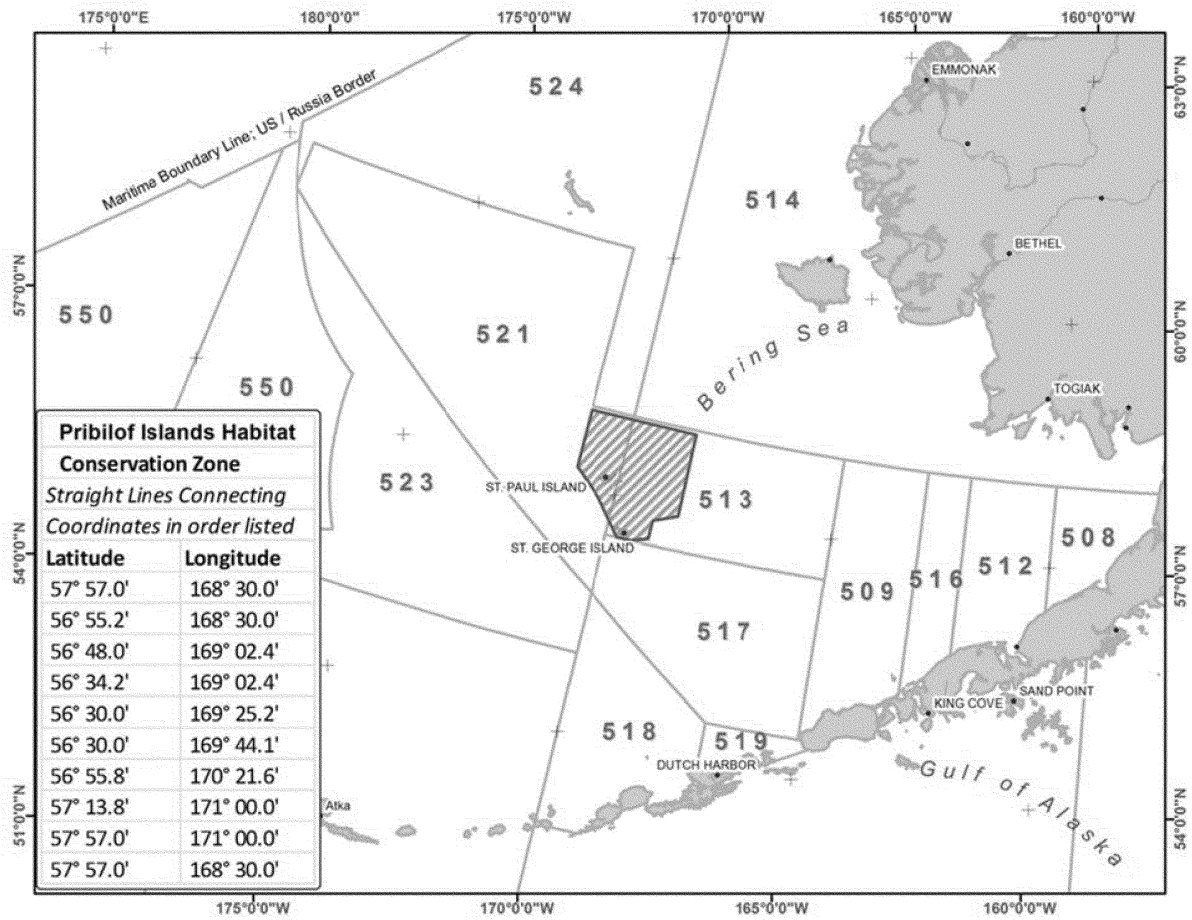 175°0'0"E 180°0'0" 175°0'0"W 170°0'0"W 165°0'0"W 160°0'0"W
63°0'0"N
57°0'0"N
60°0'0"N
54°0'0"N
57°0'0"N
51°0'0"N
54°0'0"N
Maritime Boundary Line; US / Russia Border
524
EMMONAK
514
BETHEL
550
521
Bering Sea
550
TOGIAK
523
ST. PAUL ISLAND
513
ST. GEORGE ISLAND
508
512
516
509
517
SAND POINT
KING COVE
518
519
DUTCH HARBOR
Gulf of Alaska
Atka
Pribilof Islands Habitat
Conservation Zone
Straight Lines Connecting
Coordinates in order listed
Latitude Longitude
57° 57.0' 168° 30.0'
56° 55.2' 168° 30.0'
56° 48.0' 169° 02.4'
56° 34.2' 169° 02.4'
56° 30.0' 169° 25.2'
56° 30.0' 169° 44.1'
56° 55.8' 170° 21.6'
57° 13.8' 171° 00.0'
57° 57.0' 171° 00.0'
57° 57.0' 168° 30.0'
175°0'0"W 170°0'0"W 165°0'0"W 160°0'0"W